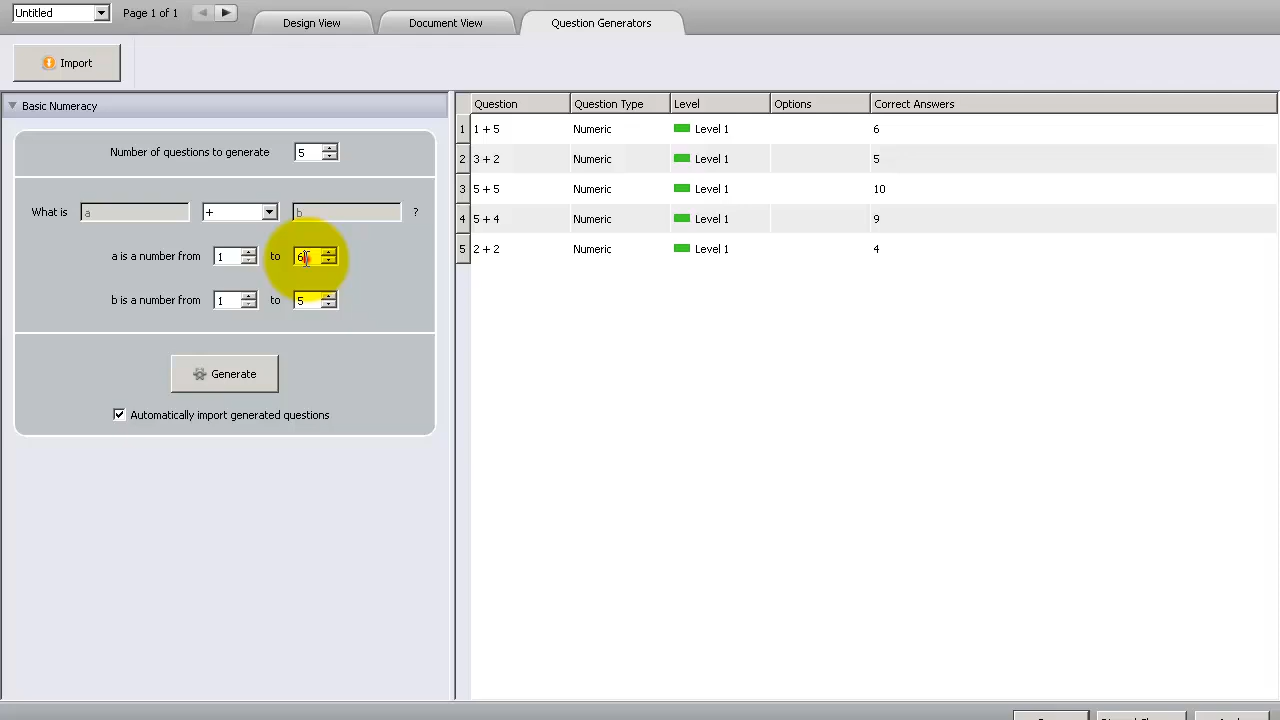 Untitled Page 1 of 1 Design View Document View Question Generators
Import
Basic Numeracy
Number of questions to generate 5
What is a + b ?
a is a number from 1 to 6
b is a number from 1 to 5
Generate
Automatically import generated questions
Question Question Type Level Options Correct Answers
1 1 + 5 Numeric Level 1 6
2 3 + 2 Numeric Level 1 5
3 5 + 5 Numeric Level 1 10
4 5 + 4 Numeric Level 1 9
5 2 + 2 Numeric Level 1 4